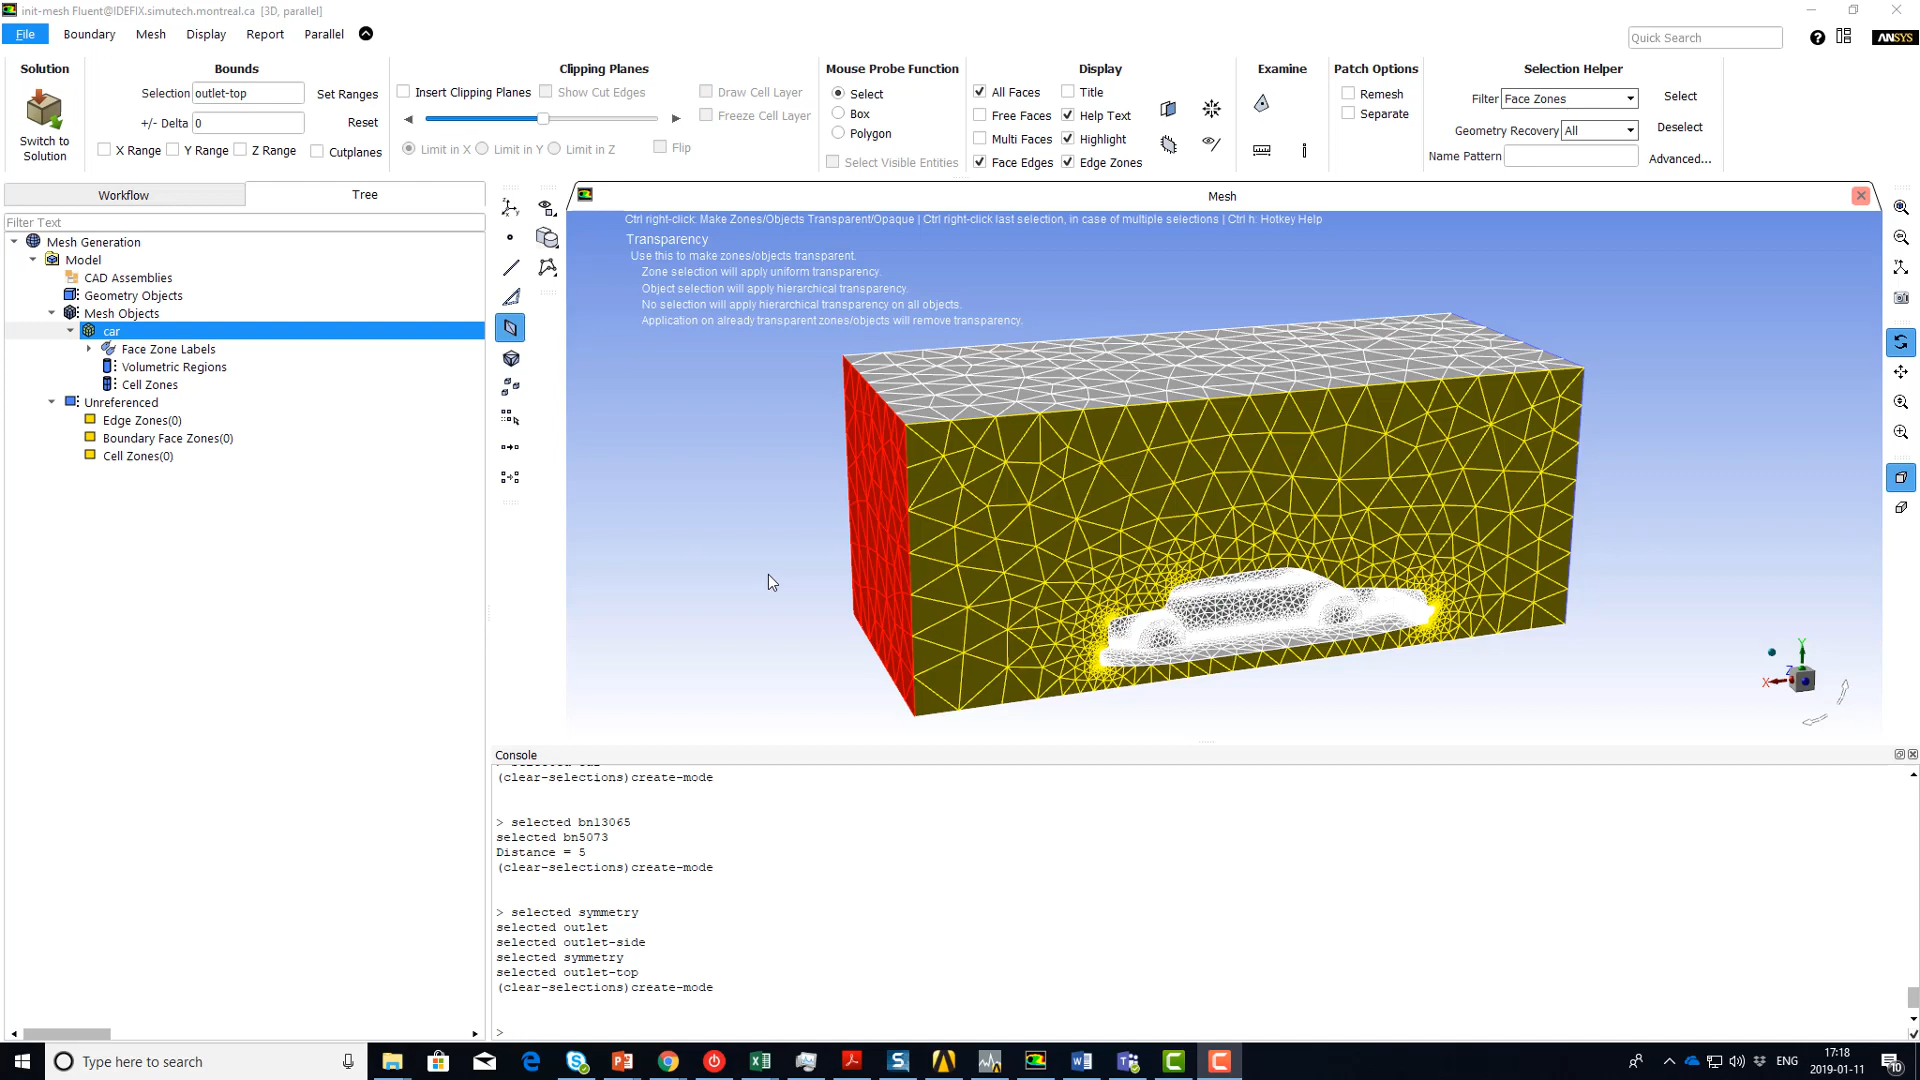 init-mesh Fluent@IDEFIX.simutech.montreal.ca [3D, parallel]
File Boundary Mesh Display Report Parallel
Quick Search
ANSYS
Solution
Switch to
Solution
Bounds
Selection outlet-top Set Ranges
+/- Delta 0 Reset
X Range Y Range Z Range Cutplanes
Clipping Planes
Insert Clipping Planes Show Cut Edges Draw Cell Layer
Freeze Cell Layer
Limit in X Limit in Y Limit in Z Flip
Mouse Probe Function
Select
Box
Polygon
Select Visible Entities
Display
All Faces Title
Free Faces Help Text
Multi Faces Highlight
Face Edges Edge Zones
Examine
Patch Options
Remesh
Separate
Selection Helper
Filter Face Zones Select
Geometry Recovery All Deselect
Name Pattern Advanced...
Workflow Tree
Filter Text
Mesh Generation
Model
CAD Assemblies
Geometry Objects
Mesh Objects
car
Face Zone Labels
Volumetric Regions
Cell Zones
Unreferenced
Edge Zones(0)
Boundary Face Zones(0)
Cell Zones(0)
Mesh
Ctrl right-click: Make Zones/Objects Transparent/Opaque | Ctrl right-click last selection, in case of multiple selections | Ctrl h: Hotkey Help
Transparency
Use this to make zones/objects transparent.
Zone selection will apply uniform transparency.
Object selection will apply hierarchical transparency.
No selection will apply hierarchical transparency on all objects.
Application on already transparent zones/objects will remove transparency.
Y
Z
X
Console
(clear-selections)create-mode
> selected bn13065
selected bn5073
Distance = 5
(clear-selections)create-mode
> selected symmetry
selected outlet
selected outlet-side
selected symmetry
selected outlet-top
(clear-selections)create-mode
>
Type here to search
ENG
17:18
2019-01-11
10